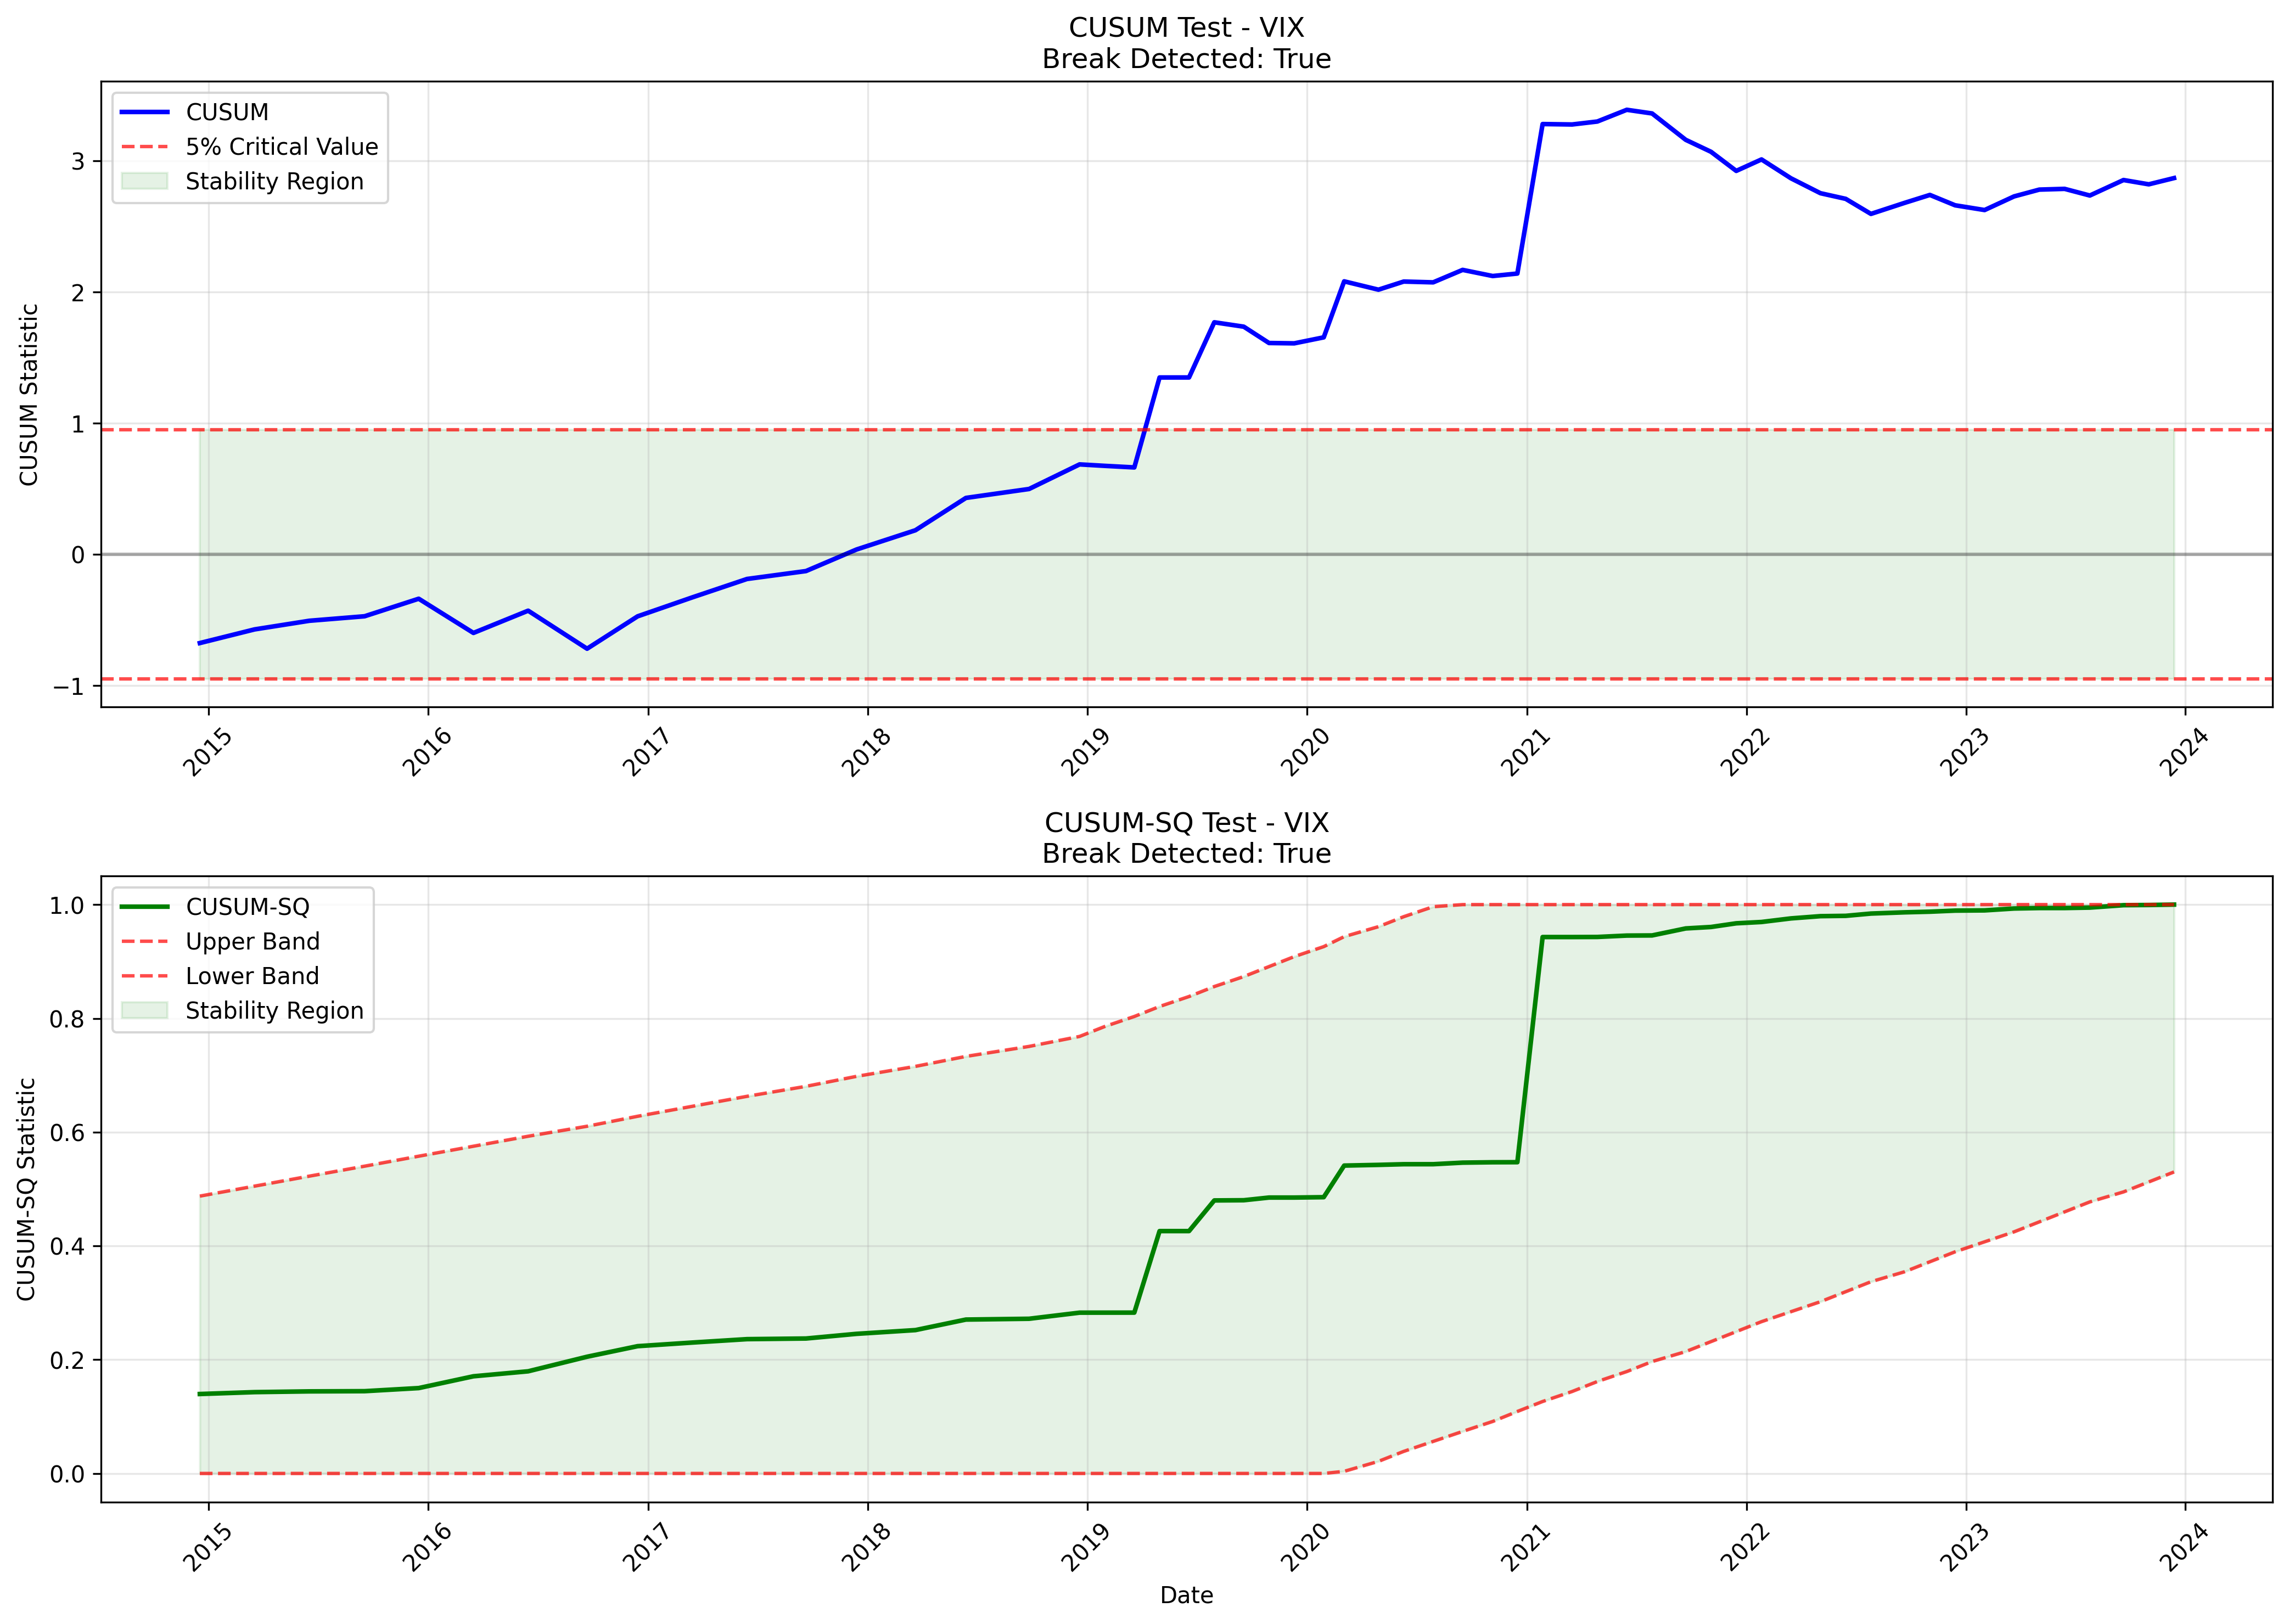 CUSUM Test - VIX
Break Detected: True
CUSUM
5% Critical Value
Stability Region
CUSUM Statistic
3
2
1
0
−1
2015
2016
2017
2018
2019
2020
2021
2022
2023
2024
CUSUM-SQ Test - VIX
Break Detected: True
CUSUM-SQ
Upper Band
Lower Band
Stability Region
CUSUM-SQ Statistic
1.0
0.8
0.6
0.4
0.2
0.0
2015
2016
2017
2018
2019
2020
2021
2022
2023
2024
Date